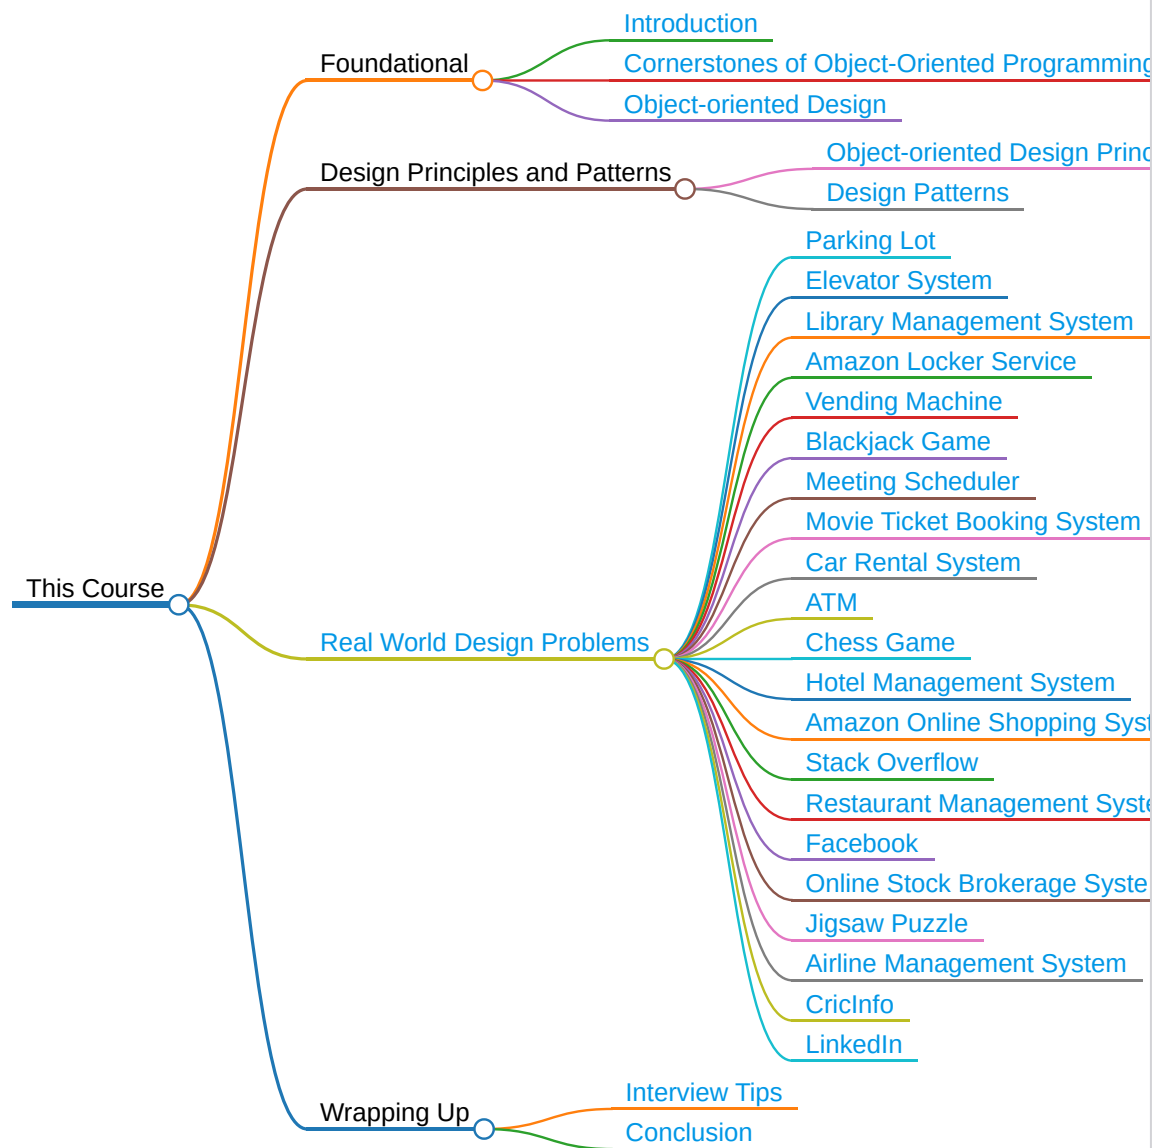 Introduction
Foundational
Cornerstones of Object-Oriented Programming
Object-oriented Design
Object-oriented Design Princ
Design Principles and Patterns
Design Patterns
Parking Lot
Elevator System
Library Management System
Amazon Locker Service
Vending Machine
Blackjack Game
Meeting Scheduler
Movie Ticket Booking System
Car Rental System
This Course
ATM
Real World Design Problems
Chess Game
Hotel Management System
Amazon Online Shopping Syst
Stack Overflow
Restaurant Management Syste
Facebook
Online Stock Brokerage Syste
Jigsaw Puzzle
Airline Management System
CricInfo
LinkedIn
Interview Tips
Wrapping Up
Conclusion